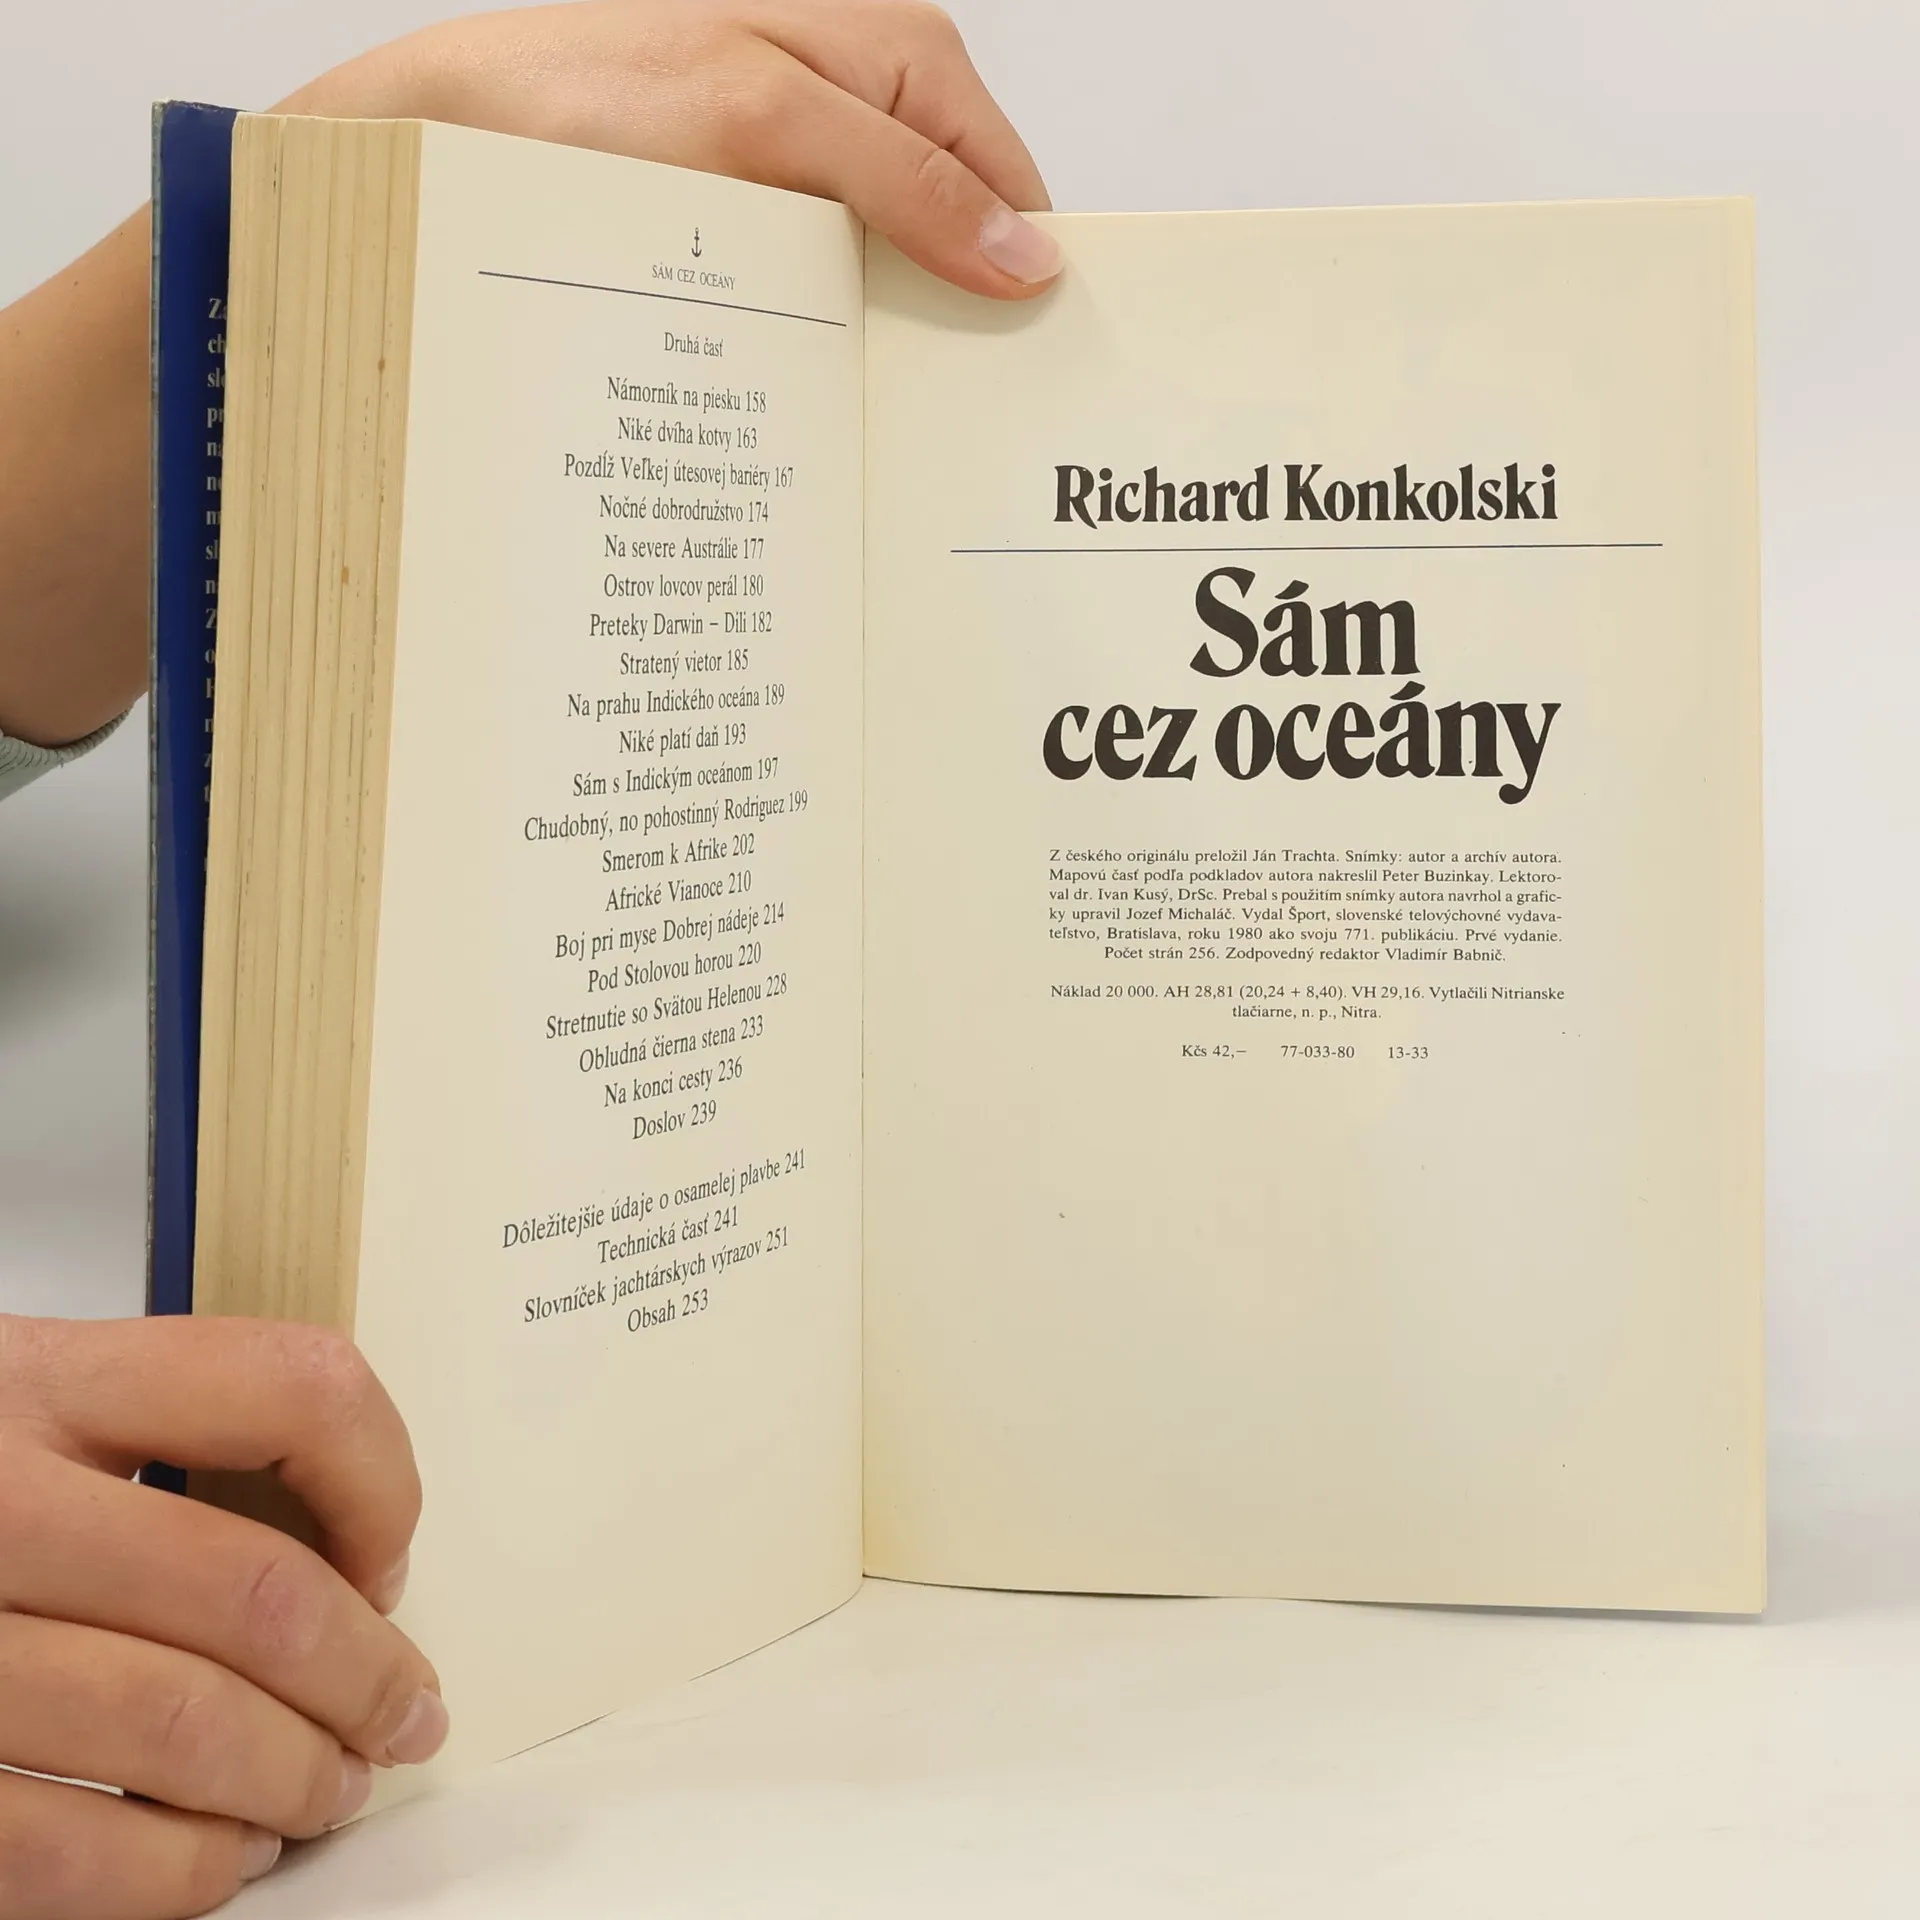 SÁM CEZ OCEÁNY
Druhá časť
Námorník na piesku 158
Niké dvíha kotvy 163
Pozdĺž Veľkej útesovej bariéry 167
Nočné dobrodružstvo 174
Na severe Austrálie 177
Ostrov lovcov perál 180
Preteky Darwin – Dili 182
Stratený vietor 185
Na prahu Indického oceána 189
Niké platí daň 193
Sám s Indickým oceánom 197
Chudobný, no pohostinný Rodriguez 199
Smerom k Afrike 202
Africké Vianoce 210
Boj pri myse Dobrej nádeje 214
Pod Stolovou horou 220
Stretnutie so Svätou Helenou 228
Obludná čierna stena 233
Na konci cesty 236
Doslov 239
Dôležitejšie údaje o osamelej plavbe 241
Technická časť 241
Slovníček jachtárskych výrazov 251
Obsah 253
Richard Konkolski
Sám
cez oceány
Z českého originálu preložil Ján Trachta. Snímky: autor a archív autora.
Mapovú časť podľa podkladov autora nakreslil Peter Buzinkay. Lektoro-
val dr. Ivan Kusý, DrSc. Prebal s použitím snímky autora navrhol a grafic-
ky upravil Jozef Michaláč. Vydal Šport, slovenské telovýchovné vydava-
teľstvo, Bratislava, roku 1980 ako svoju 771. publikáciu. Prvé vydanie.
Počet strán 256. Zodpovedný redaktor Vladimír Babnič.
Náklad 20 000. AH 28,81 (20,24 + 8,40). VH 29,16. Vytlačili Nitrianske
tlačiarne, n. p., Nitra.
Kčs 42,– 77-033-80 13-33